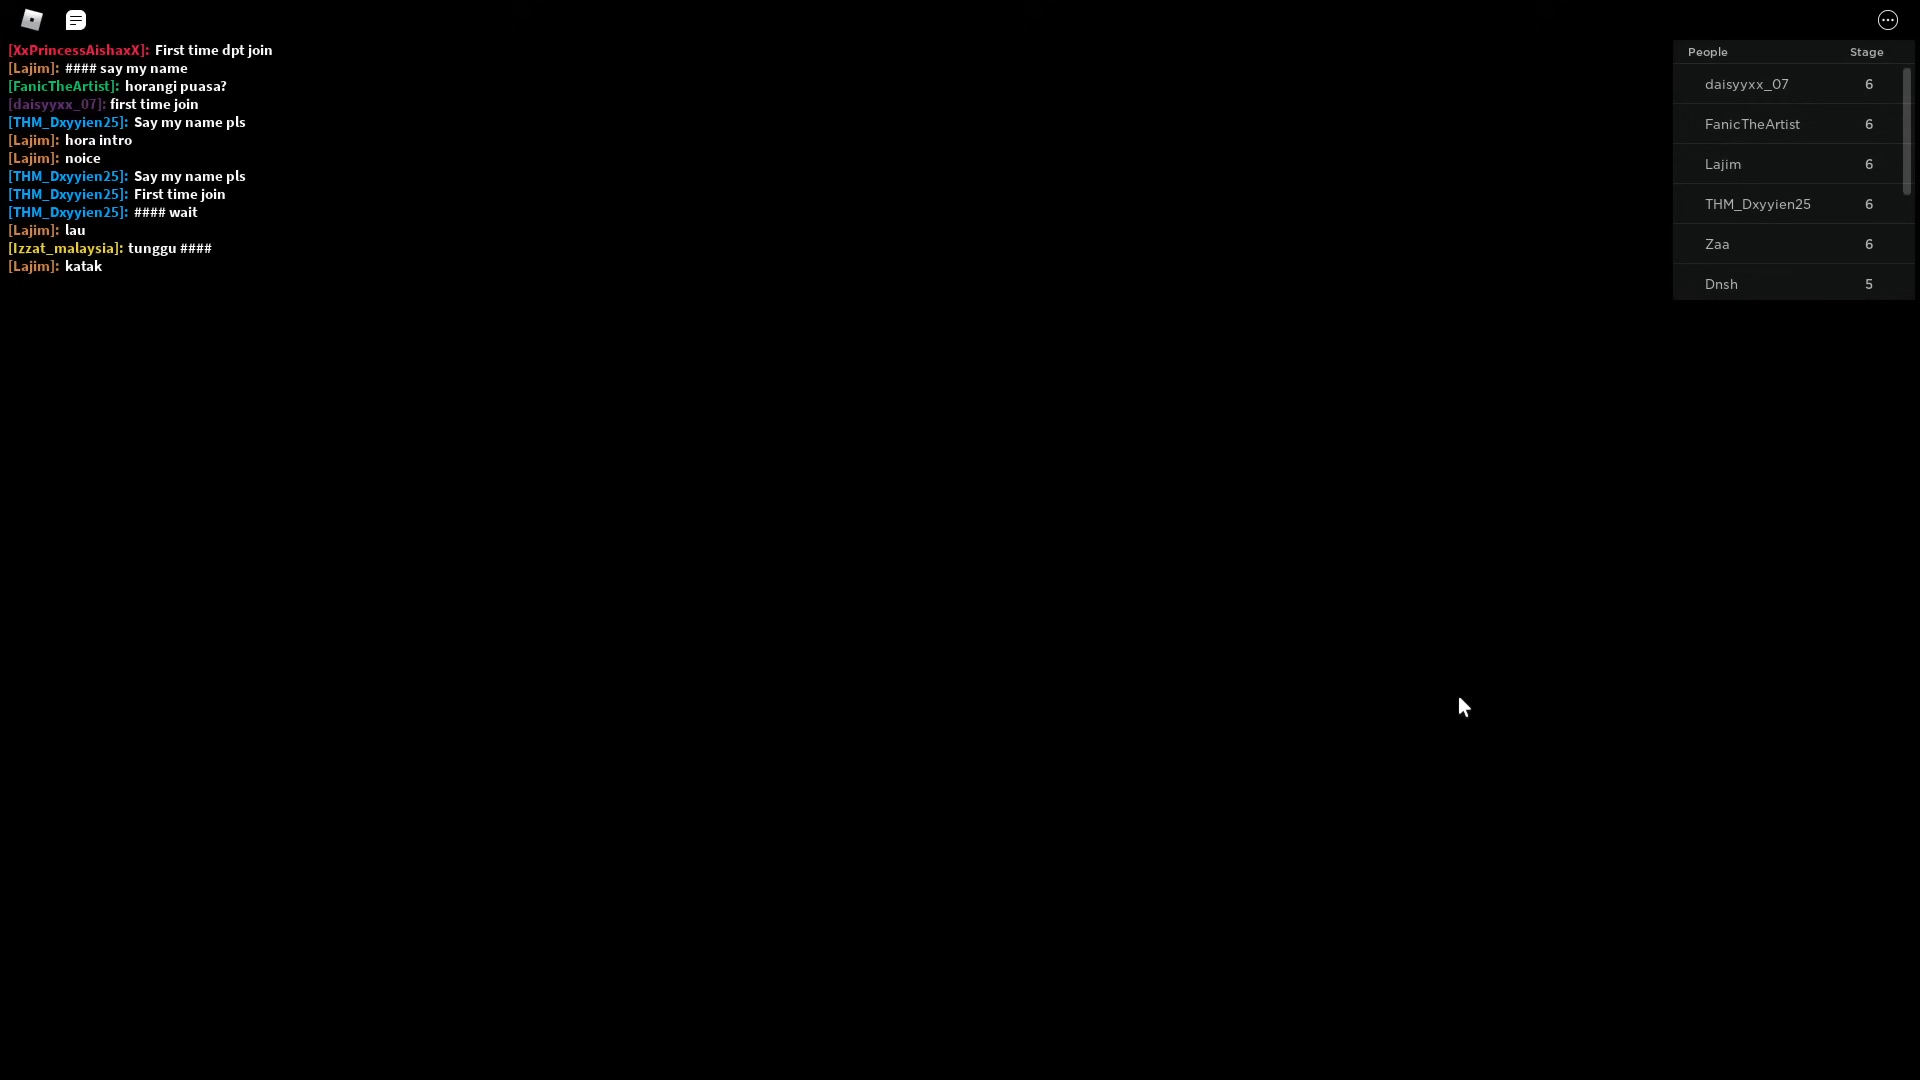 [XxPrincessAishaxX]: First time dpt join
[Lajim]: #### say my name
[FanicTheArtist]: horangi puasa?
[daisyyxx_07]: first time join
[THM_Dxyyien25]: Say my name pls
[Lajim]: hora intro
[Lajim]: noice
[THM_Dxyyien25]: Say my name pls
[THM_Dxyyien25]: First time join
[THM_Dxyyien25]: #### wait
[Lajim]: lau
[Izzat_malaysia]: tunggu ####
[Lajim]: katak
People Stage
daisyyxx_07 6
FanicTheArtist 6
Lajim 6
THM_Dxyyien25 6
Zaa 6
Dnsh 5